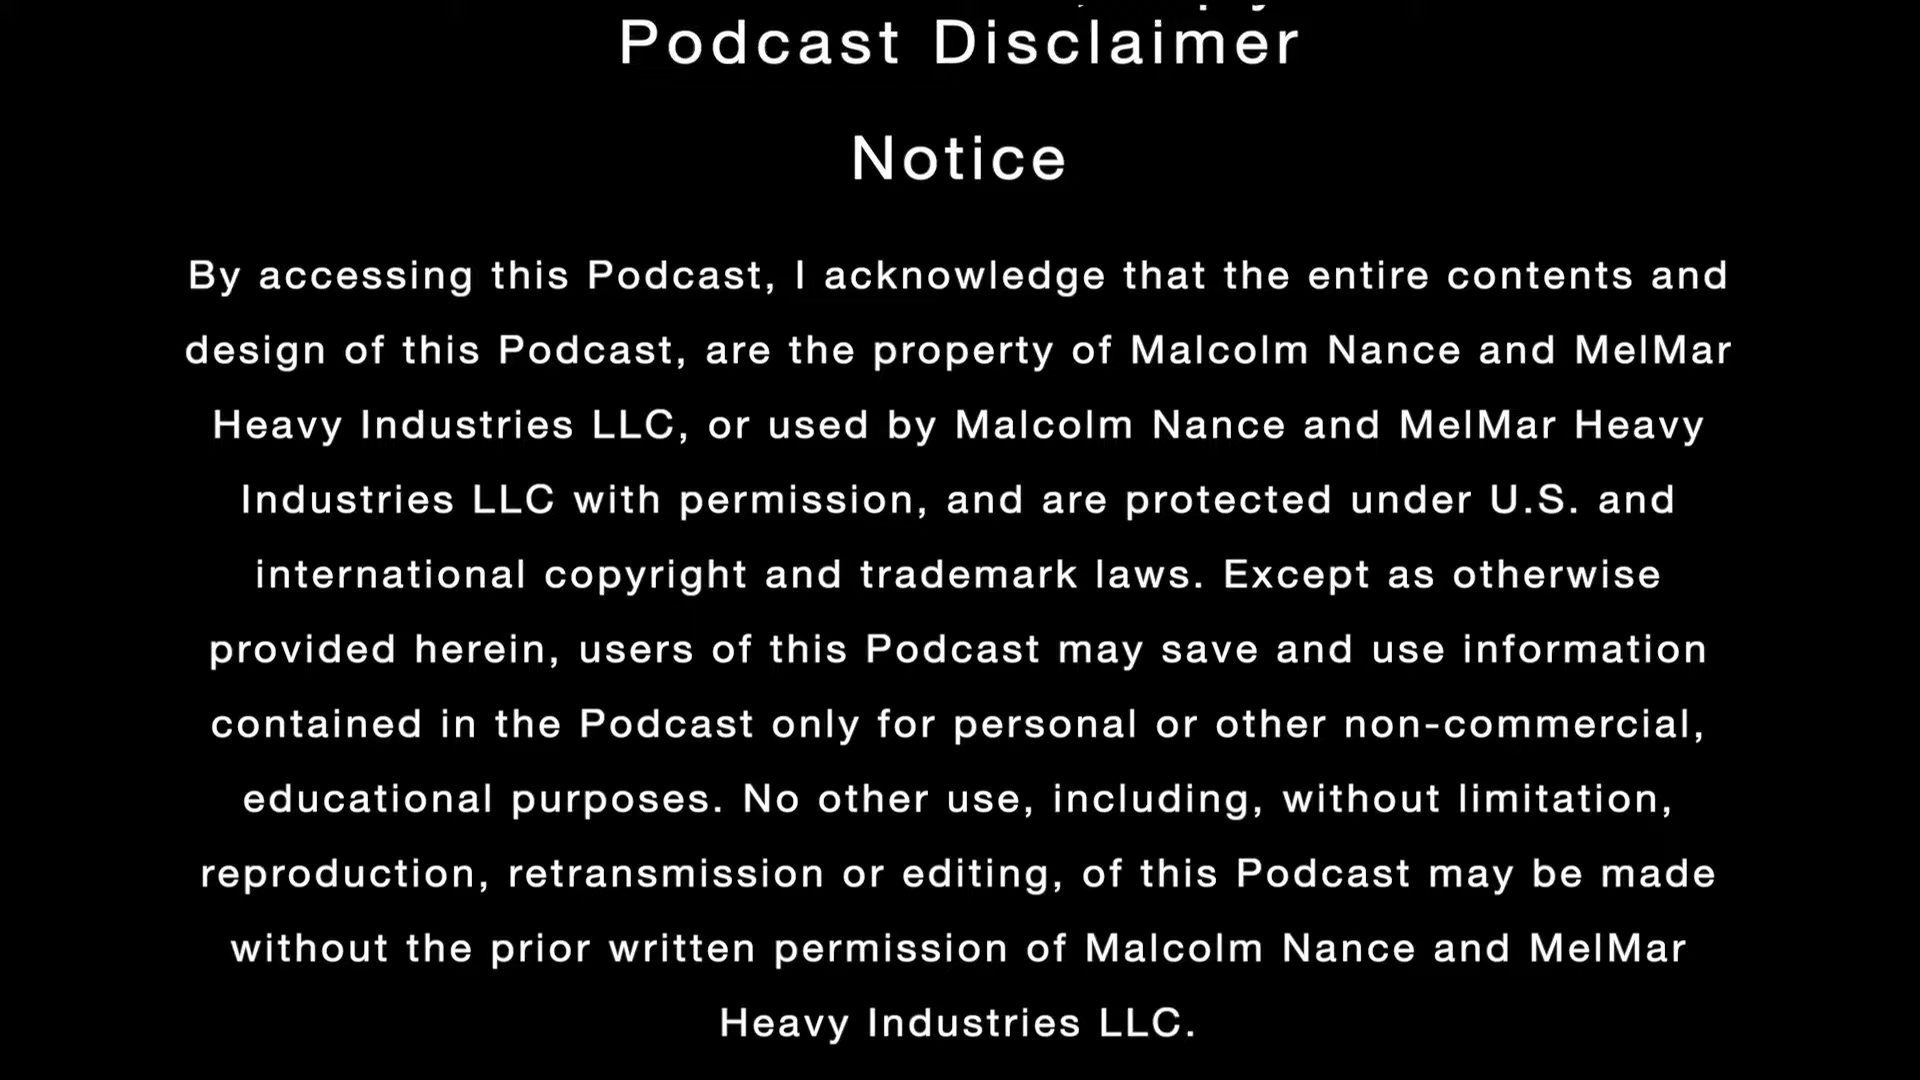 Podcast Disclaimer
Notice
By accessing this Podcast, I acknowledge that the entire contents and
design of this Podcast, are the property of Malcolm Nance and MelMar
Heavy Industries LLC, or used by Malcolm Nance and MelMar Heavy
Industries LLC with permission, and are protected under U.S. and
international copyright and trademark laws. Except as otherwise
provided herein, users of this Podcast may save and use information
contained in the Podcast only for personal or other non-commercial,
educational purposes. No other use, including, without limitation,
reproduction, retransmission or editing, of this Podcast may be made
without the prior written permission of Malcolm Nance and MelMar
Heavy Industries LLC.